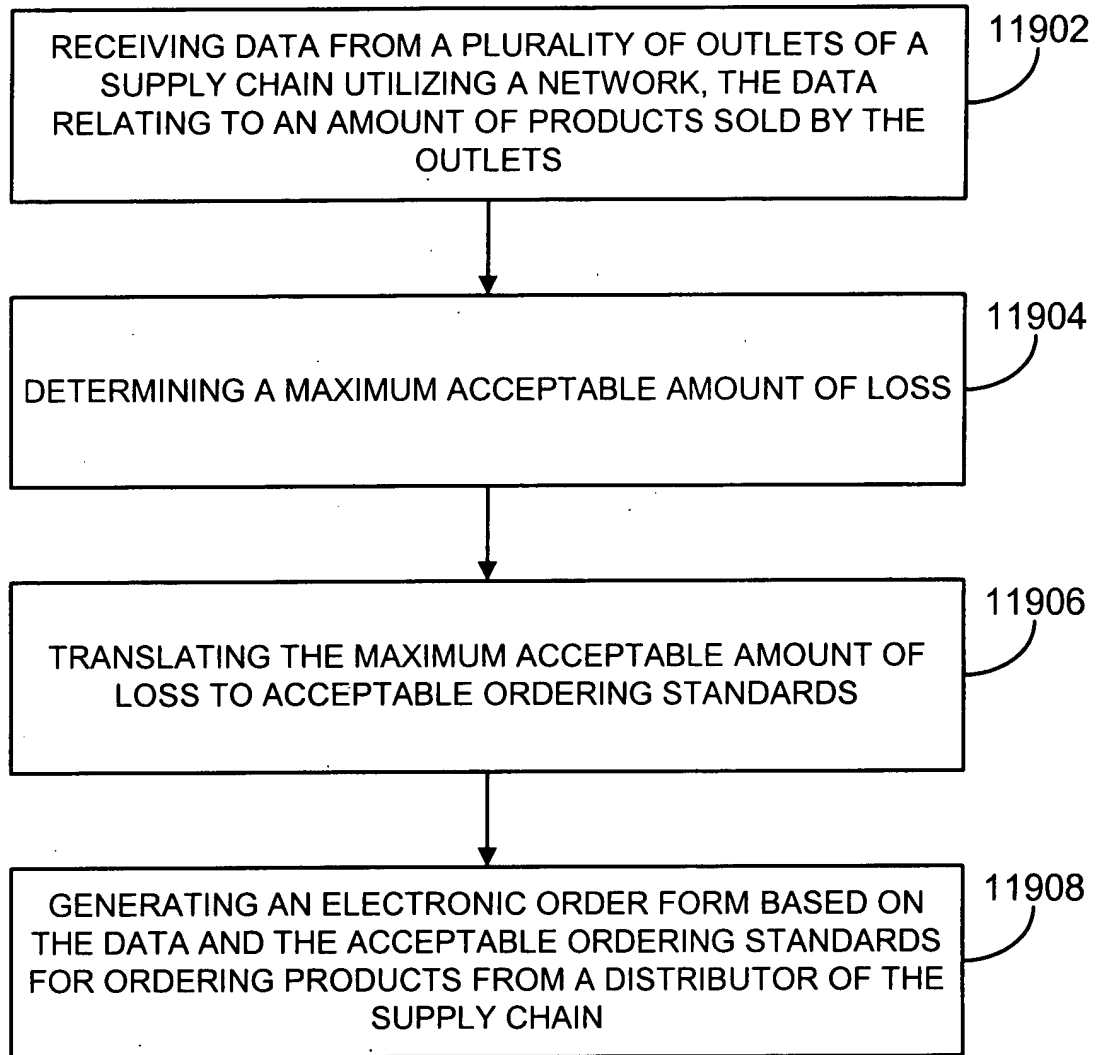 RECEIVING DATA FROM A PLURALITY OF OUTLETS OF A
SUPPLY CHAIN UTILIZING A NETWORK, THE DATA
RELATING TO AN AMOUNT OF PRODUCTS SOLD BY THE
OUTLETS
11902
DETERMINING A MAXIMUM ACCEPTABLE AMOUNT OF LOSS
11904
TRANSLATING THE MAXIMUM ACCEPTABLE AMOUNT OF
LOSS TO ACCEPTABLE ORDERING STANDARDS
11906
GENERATING AN ELECTRONIC ORDER FORM BASED ON
THE DATA AND THE ACCEPTABLE ORDERING STANDARDS
FOR ORDERING PRODUCTS FROM A DISTRIBUTOR OF THE
SUPPLY CHAIN
11908